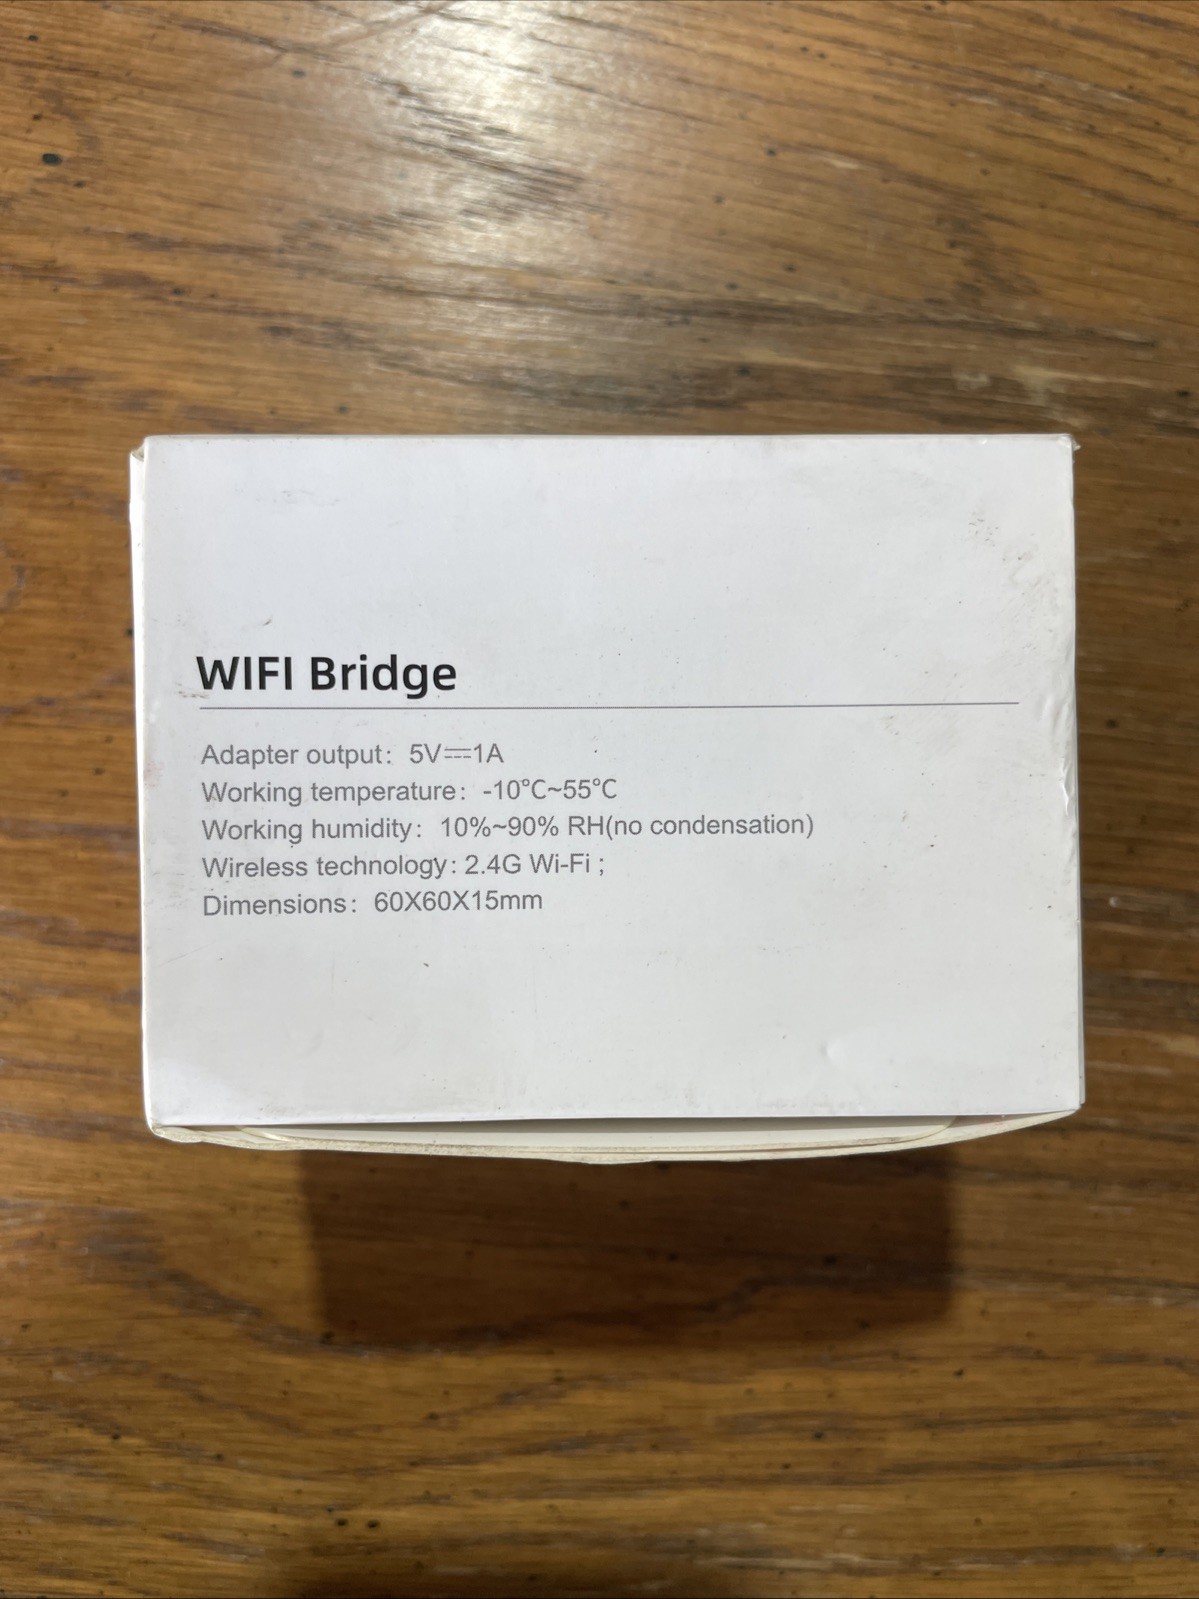 WIFI Bridge
Adapter output: 5V⎓1A
Working temperature: -10℃~55℃
Working humidity: 10%~90% RH(no condensation)
Wireless technology: 2.4G Wi-Fi ;
Dimensions: 60X60X15mm